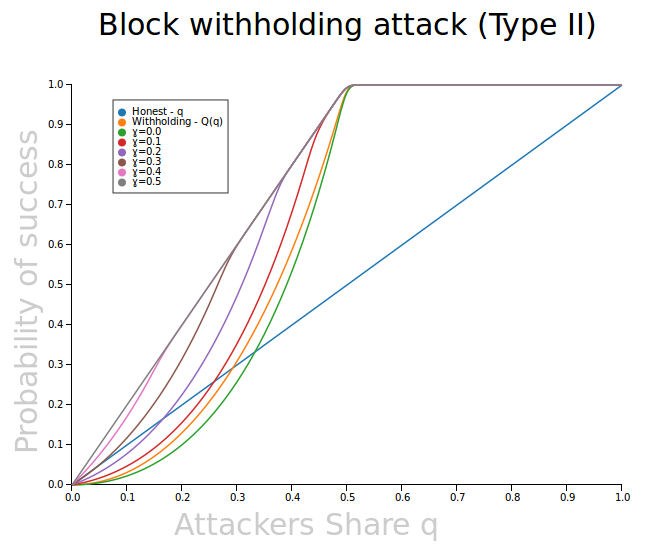 Block withholding attack (Type II)
Probability of success
1.0
0.9
0.8
0.7
0.6
0.5
0.4
0.3
0.2
0.1
0.0
Honest - q
Withholding - Q(q)
ɣ=0.0
ɣ=0.1
ɣ=0.2
ɣ=0.3
ɣ=0.4
ɣ=0.5
0.0 0.1 0.2 0.3 0.4 0.5 0.6 0.7 0.8 0.9 1.0
Attackers Share q